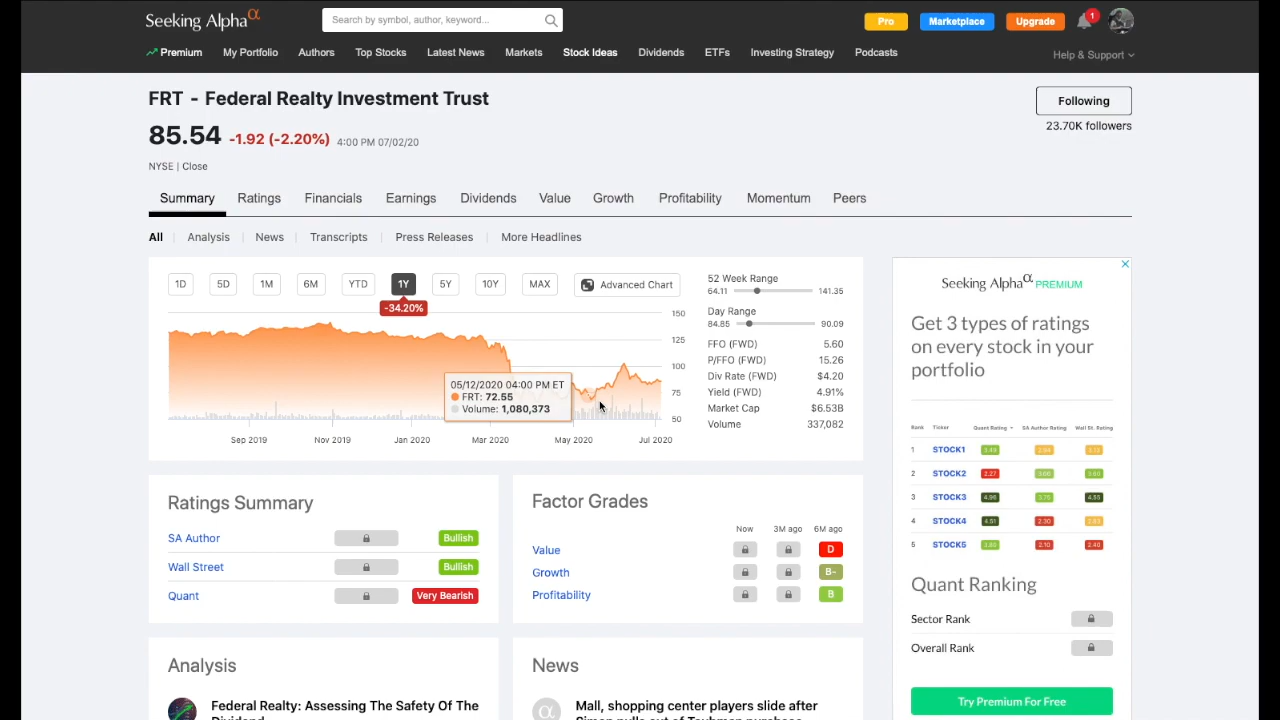 Seeking Alpha α
Search by symbol, author, keyword...
Pro
Marketplace
Upgrade
1
Premium
My Portfolio
Authors
Top Stocks
Latest News
Markets
Stock Ideas
Dividends
ETFs
Investing Strategy
Podcasts
Help & Support
FRT - Federal Realty Investment Trust
85.54 -1.92 (-2.20%) 4:00 PM 07/02/20
NYSE | Close
Following
23.70K followers
Summary Ratings Financials Earnings Dividends Value Growth Profitability Momentum Peers
All Analysis News Transcripts Press Releases More Headlines
1D 5D 1M 6M YTD 1Y 5Y 10Y MAX Advanced Chart
-34.20%
150
125
100
75
50
05/12/2020 04:00 PM ET
FRT: 72.55
Volume: 1,080,373
Sep 2019 Nov 2019 Jan 2020 Mar 2020 May 2020 Jul 2020
52 Week Range
64.11 141.35
Day Range
84.85 90.09
FFO (FWD) 5.60
P/FFO (FWD) 15.26
Div Rate (FWD) $4.20
Yield (FWD) 4.91%
Market Cap $6.53B
Volume 337,082
Ratings Summary
SA Author Bullish
Wall Street Bullish
Quant Very Bearish
Factor Grades
Now 3M ago 6M ago
Value D
Growth B-
Profitability B
Analysis
Federal Realty: Assessing The Safety Of The
News
α
Mall, shopping center players slide after
Seeking Alpha α PREMIUM
Get 3 types of ratings
on every stock in your
portfolio
Rank Ticker Quant Rating SA Author Rating Wall St. Rating
1 STOCK1
2 STOCK2 2.27
3 STOCK3 4.96 4.55
4 STOCK4 4.51 2.30
5 STOCK5 2.10
Quant Ranking
Sector Rank
Overall Rank
Try Premium For Free